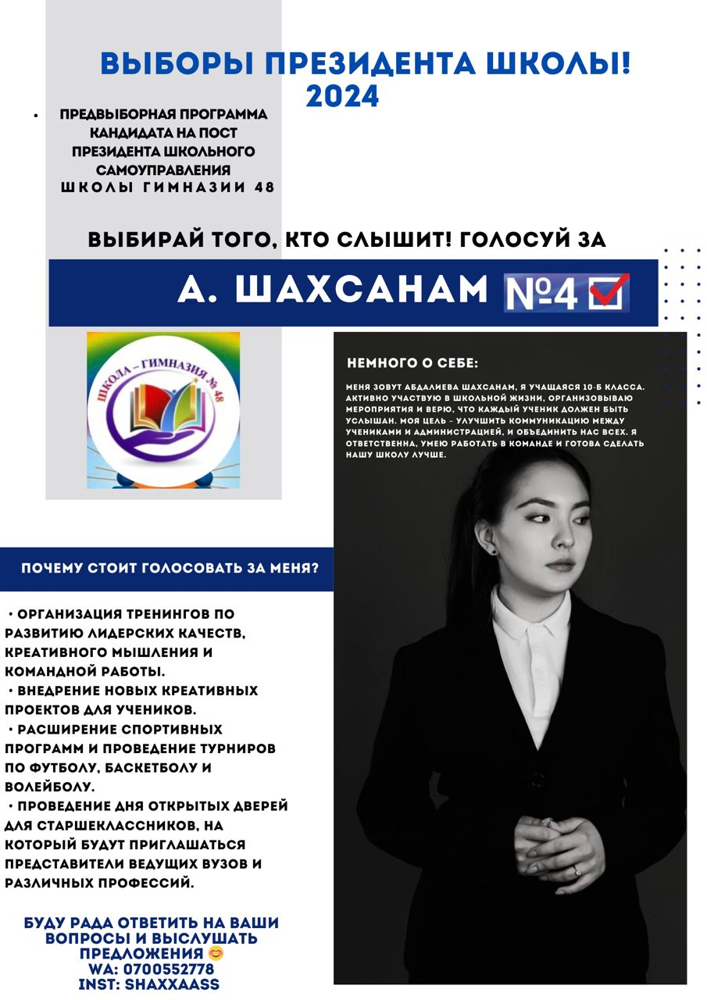 ВЫБОРЫ ПРЕЗИДЕНТА ШКОЛЫ!
2024
• ПРЕДВЫБОРНАЯ ПРОГРАММА
КАНДИДАТА НА ПОСТ
ПРЕЗИДЕНТА ШКОЛЬНОГО
САМОУПРАВЛЕНИЯ
ШКОЛЫ ГИМНАЗИИ 48
ВЫБИРАЙ ТОГО, КТО СЛЫШИТ! ГОЛОСУЙ ЗА
А. ШАХСАНАМ №4
ШКОЛА – ГИМНАЗИЯ № 48
НЕМНОГО О СЕБЕ:
МЕНЯ ЗОВУТ АБДАЛИЕВА ШАХСАНАМ, Я УЧАЩАЯСЯ 10-Б КЛАССА.
АКТИВНО УЧАСТВУЮ В ШКОЛЬНОЙ ЖИЗНИ, ОРГАНИЗОВЫВАЮ
МЕРОПРИЯТИЯ И ВЕРЮ, ЧТО КАЖДЫЙ УЧЕНИК ДОЛЖЕН БЫТЬ
УСЛЫШАН. МОЯ ЦЕЛЬ – УЛУЧШИТЬ КОММУНИКАЦИЮ МЕЖДУ
УЧЕНИКАМИ И АДМИНИСТРАЦИЕЙ, И ОБЪЕДИНИТЬ НАС ВСЕХ. Я
ОТВЕТСТВЕННА, УМЕЮ РАБОТАТЬ В КОМАНДЕ И ГОТОВА СДЕЛАТЬ
НАШУ ШКОЛУ ЛУЧШЕ.
ПОЧЕМУ СТОИТ ГОЛОСОВАТЬ ЗА МЕНЯ?
• ОРГАНИЗАЦИЯ ТРЕНИНГОВ ПО
РАЗВИТИЮ ЛИДЕРСКИХ КАЧЕСТВ,
КРЕАТИВНОГО МЫШЛЕНИЯ И
КОМАНДНОЙ РАБОТЫ.
• ВНЕДРЕНИЕ НОВЫХ КРЕАТИВНЫХ
ПРОЕКТОВ ДЛЯ УЧЕНИКОВ.
• РАСШИРЕНИЕ СПОРТИВНЫХ
ПРОГРАММ И ПРОВЕДЕНИЕ ТУРНИРОВ
ПО ФУТБОЛУ, БАСКЕТБОЛУ И
ВОЛЕЙБОЛУ.
• ПРОВЕДЕНИЕ ДНЯ ОТКРЫТЫХ ДВЕРЕЙ
ДЛЯ СТАРШЕКЛАССНИКОВ, НА
КОТОРЫЙ БУДУТ ПРИГЛАШАТЬСЯ
ПРЕДСТАВИТЕЛИ ВЕДУЩИХ ВУЗОВ И
РАЗЛИЧНЫХ ПРОФЕССИЙ.
БУДУ РАДА ОТВЕТИТЬ НА ВАШИ
ВОПРОСЫ И ВЫСЛУШАТЬ
ПРЕДЛОЖЕНИЯ 😊
WA: 0700552778
INST: SHAXXAASS